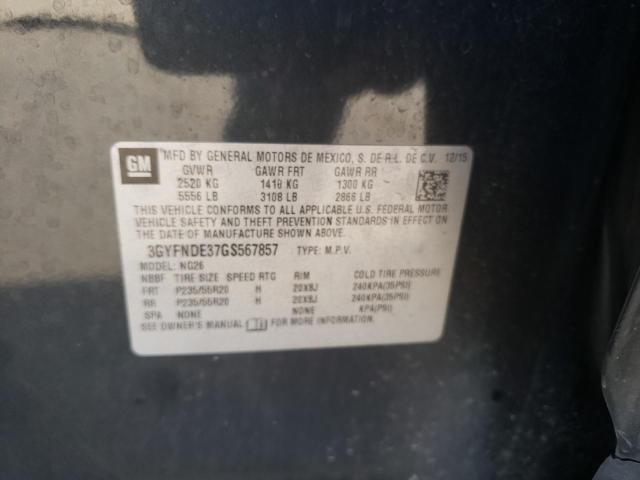 GM
MFD BY GENERAL MOTORS DE MEXICO, S. DE R.L. DE C.V. 12/15
GVWR GAWR FRT GAWR RR
2520 KG 1410 KG 1300 KG
5556 LB 3108 LB 2866 LB
THIS VEHICLE CONFORMS TO ALL APPLICABLE U.S. FEDERAL MOTOR
VEHICLE SAFETY AND THEFT PREVENTION STANDARDS IN EFFECT ON THE
DATE OF MANUFACTURE SHOWN ABOVE.
3GYFNDE37GS567857 TYPE: M.P.V.
MODEL: NG26
NBBF TIRE SIZE SPEED RTG RIM COLD TIRE PRESSURE
FRT P235/55R20 H 20X8J 240KPA(35PSI)
RR P235/55R20 H 20X8J 240KPA(35PSI)
SPA NONE NONE KPA(PSI)
SEE OWNER'S MANUAL FOR MORE INFORMATION